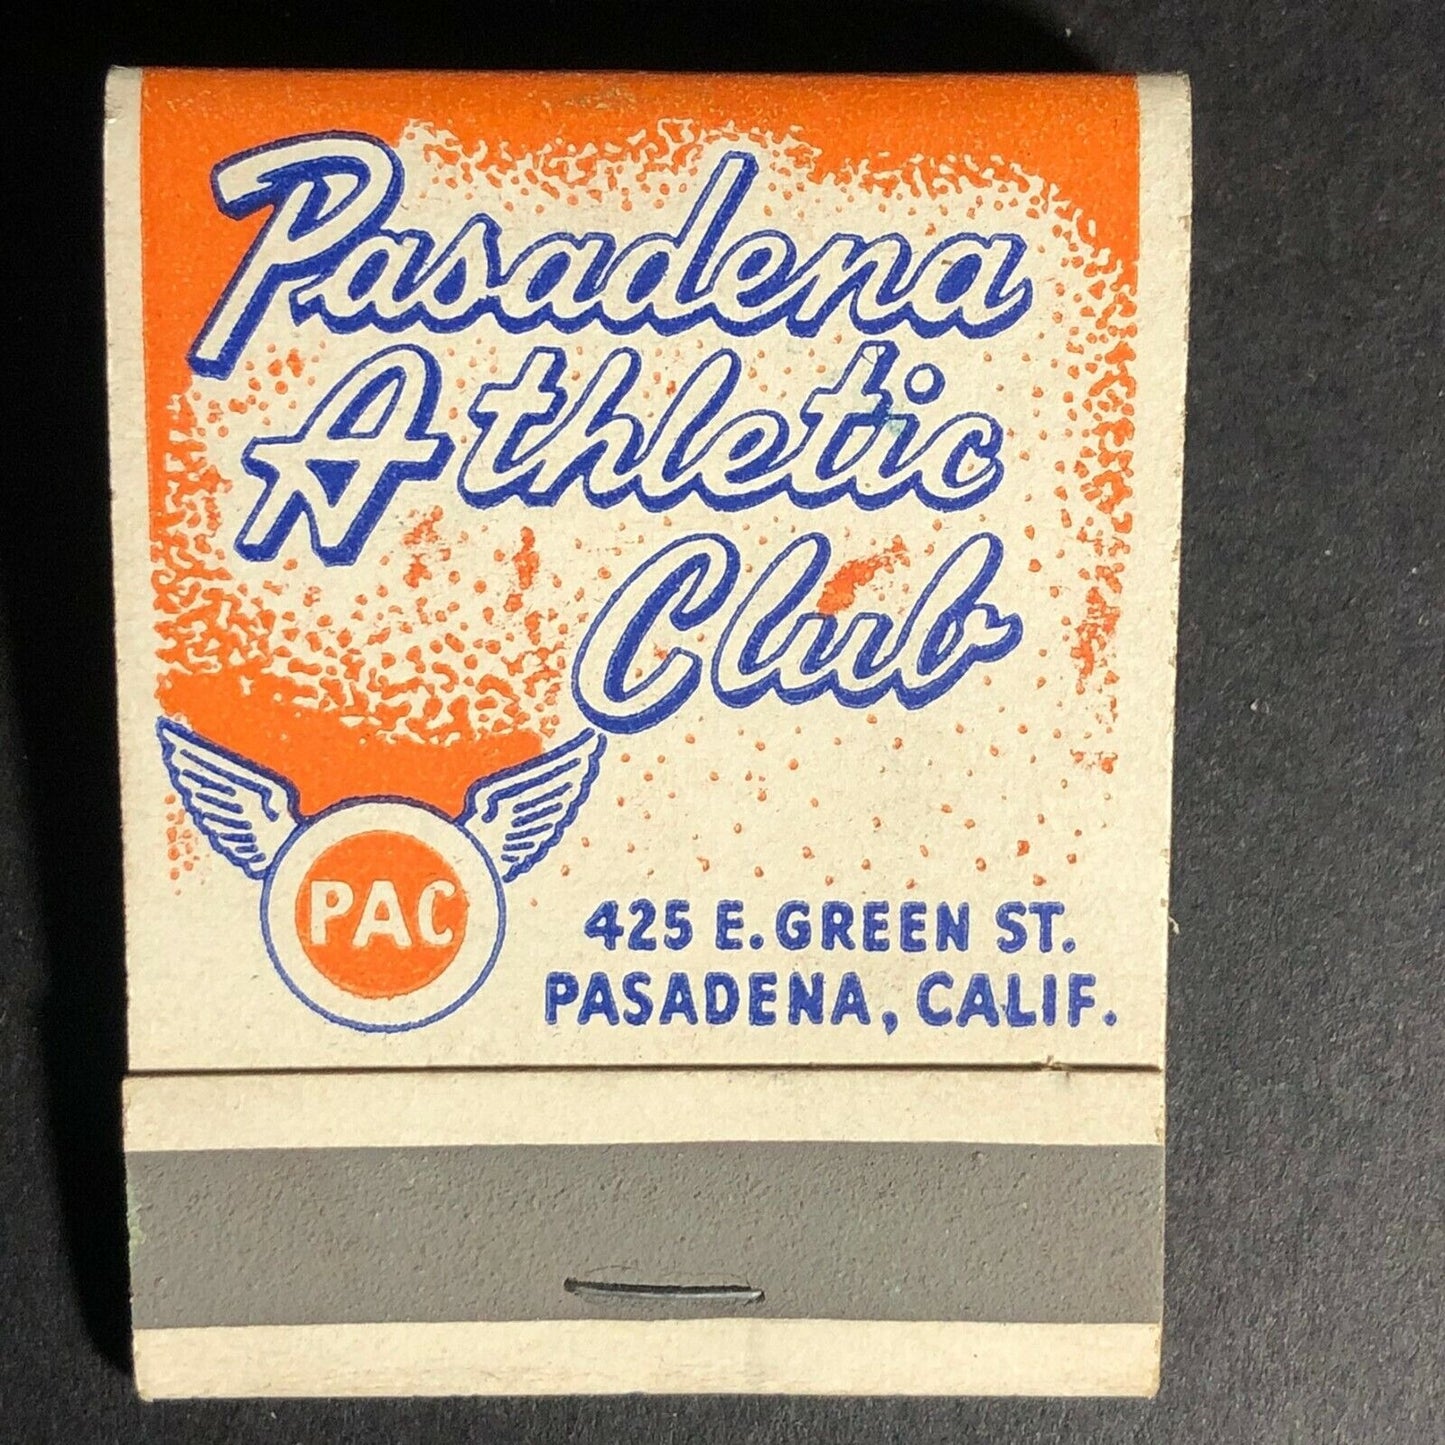 Pasadena
Athletic
Club
PAC
425 E. GREEN ST.
PASADENA, CALIF.